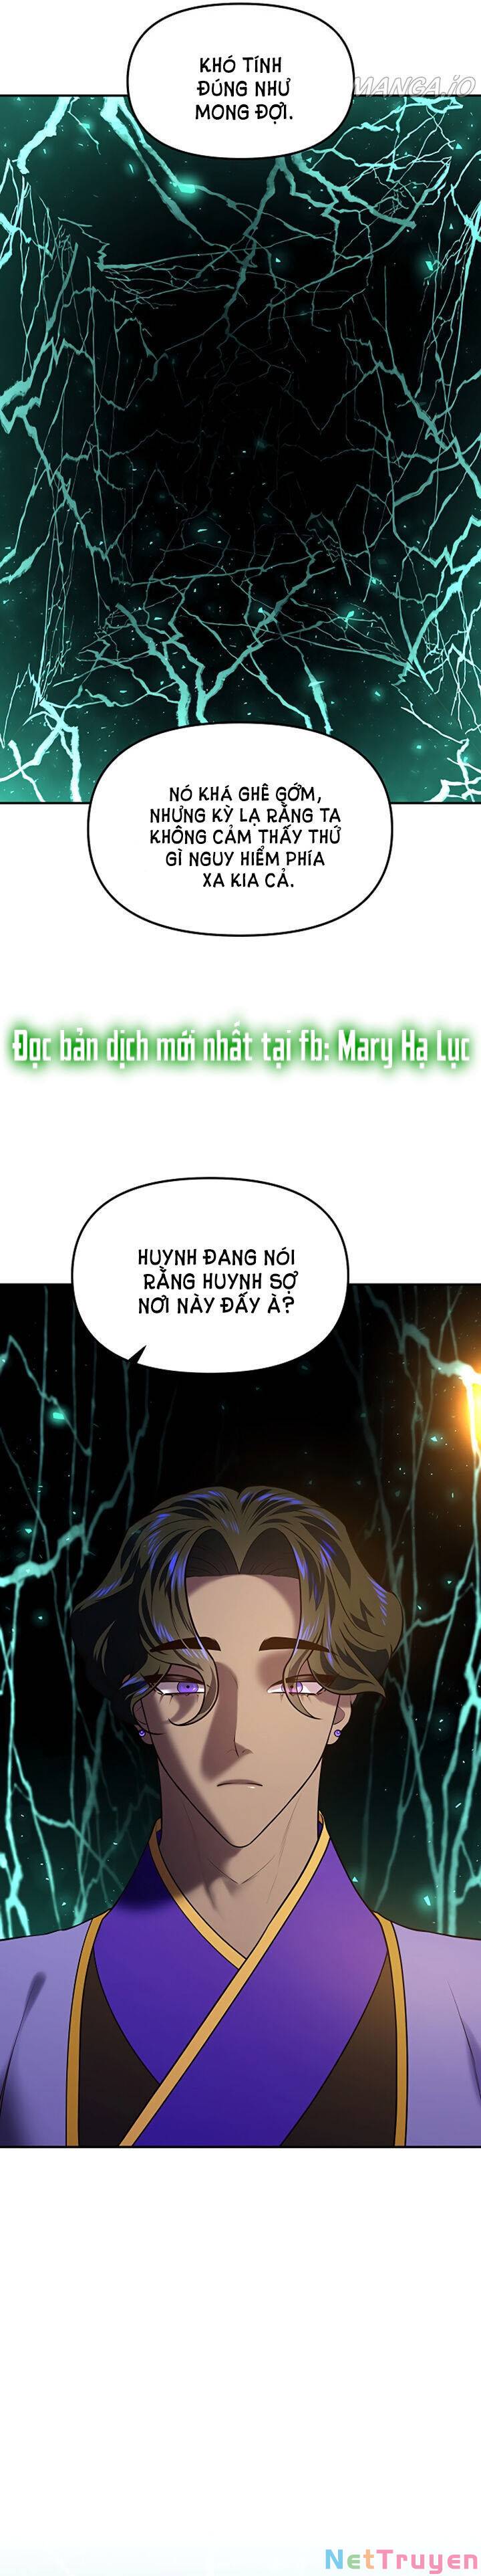 KHÓ TÍNH
ĐÚNG NHƯ
MONG ĐỢI.
MANGA.iO
NÓ KHÁ GHÊ GỚM,
NHƯNG KỲ LẠ RẰNG TA
KHÔNG CẢM THẤY THỨ
GÌ NGUY HIỂM PHÍA
XA KIA CẢ.
Đọc bản dịch mới nhất tại fb: Mary Hạ Lục
HUYNH ĐANG NÓI
RẰNG HUYNH SỢ
NƠI NÀY ĐẤY À?
NetTruyen